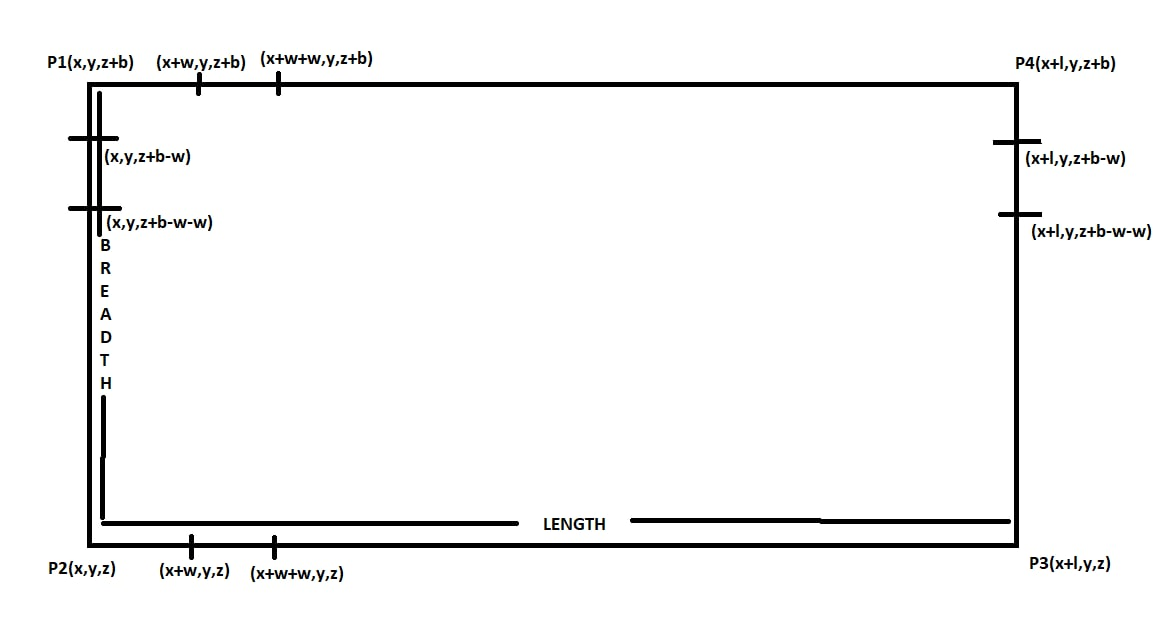 P1(x,y,z+b) (x+w,y,z+b) (x+w+w,y,z+b) P4(x+l,y,z+b)
(x,y,z+b-w) (x+l,y,z+b-w)
(x,y,z+b-w-w) (x+l,y,z+b-w-w)
B
R
E
A
D
T
H
LENGTH
P2(x,y,z) (x+w,y,z) (x+w+w,y,z) P3(x+l,y,z)